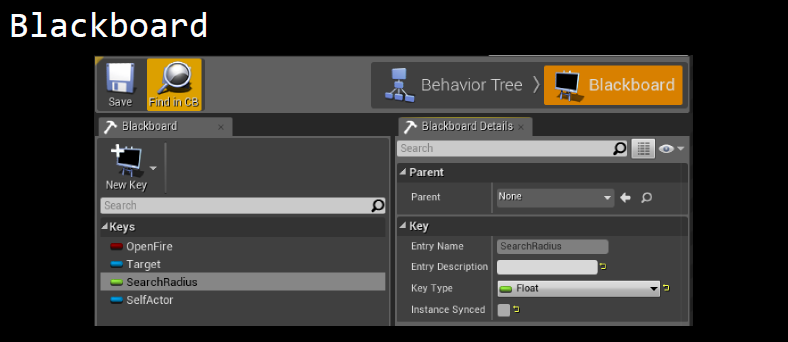 Blackboard
Save
Find in CB
Behavior Tree
Blackboard
Blackboard
New Key
Search
Keys
OpenFire
Target
SearchRadius
SelfActor
Blackboard Details
Search
Parent
Parent None
Key
Entry Name SearchRadius
Entry Description
Key Type Float
Instance Synced